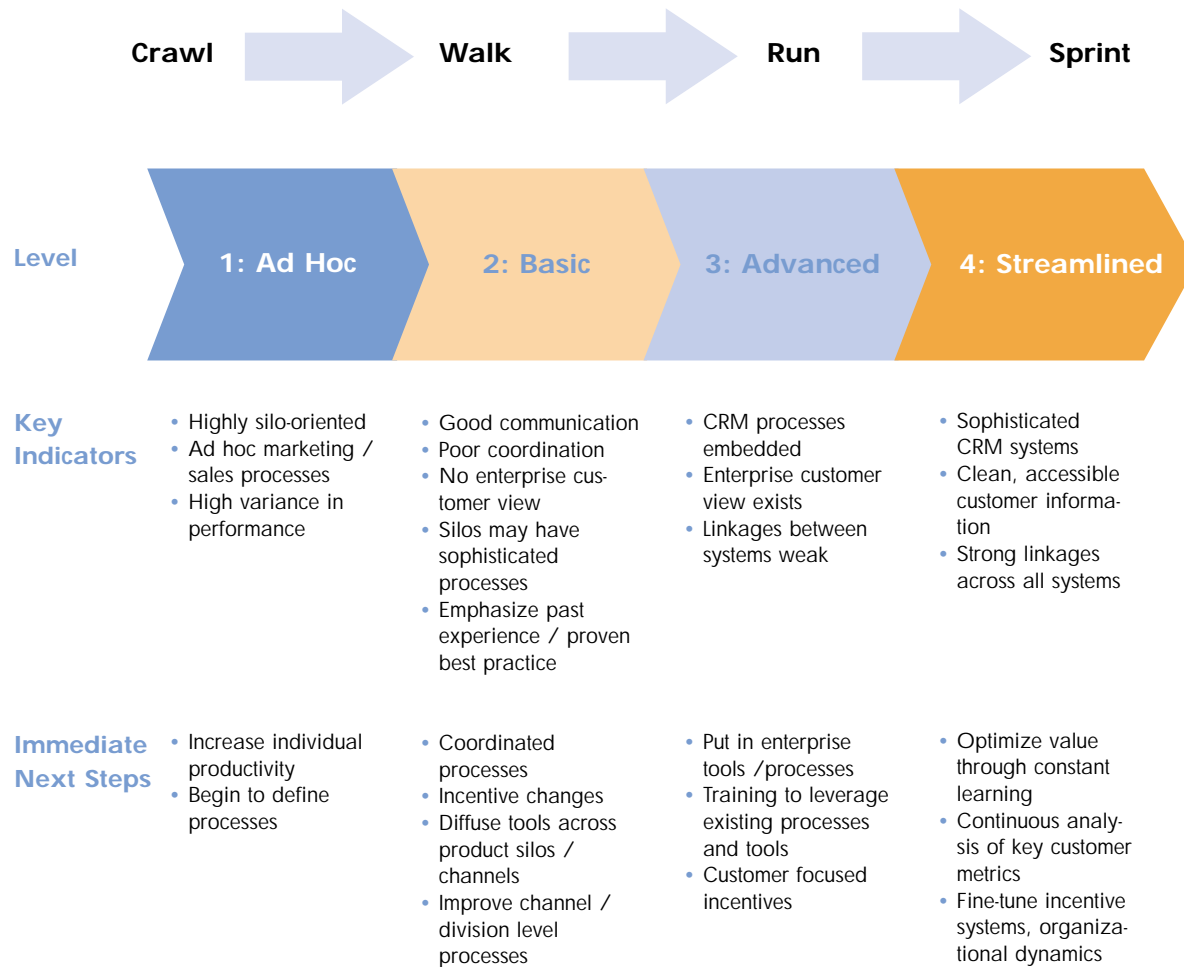 Crawl Walk Run Sprint
Level
1: Ad Hoc
2: Basic
3: Advanced
4: Streamlined
Key
Indicators
• Highly silo-oriented
• Ad hoc marketing /
sales processes
• High variance in
performance
• Good communication
• Poor coordination
• No enterprise cus-
tomer view
• Silos may have
sophisticated
processes
• Emphasize past
experience / proven
best practice
• CRM processes
embedded
• Enterprise customer
view exists
• Linkages between
systems weak
• Sophisticated
CRM systems
• Clean, accessible
customer informa-
tion
• Strong linkages
across all systems
Immediate
Next Steps
• Increase individual
productivity
• Begin to define
processes
• Coordinated
processes
• Incentive changes
• Diffuse tools across
product silos /
channels
• Improve channel /
division level
processes
• Put in enterprise
tools /processes
• Training to leverage
existing processes
and tools
• Customer focused
incentives
• Optimize value
through constant
learning
• Continuous analy-
sis of key customer
metrics
• Fine-tune incentive
systems, organiza-
tional dynamics